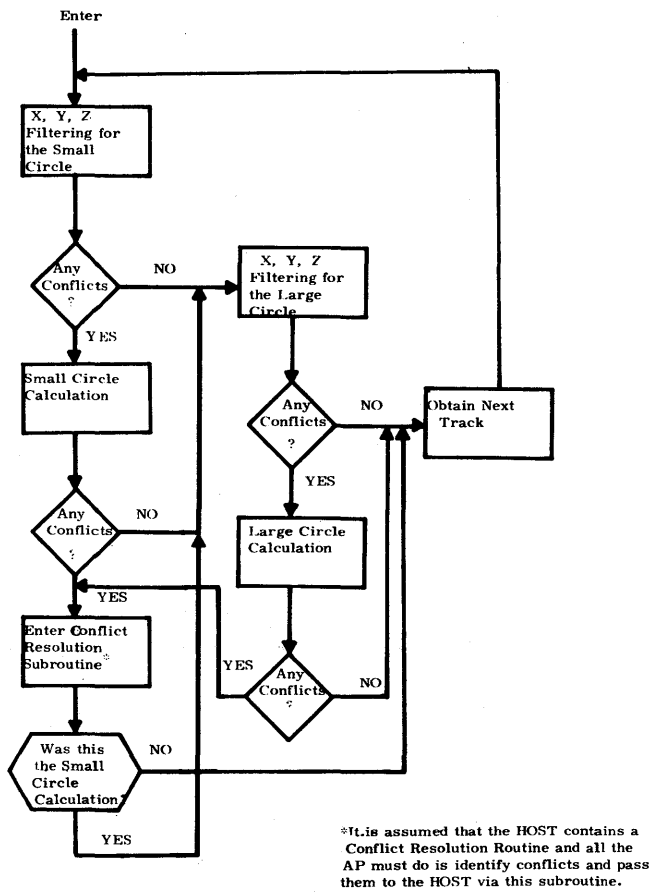 Enter
X, Y, Z
Filtering for
the Small
Circle
Any
Conflicts
?
NO
YES
X, Y, Z
Filtering for
the Large
Circle
Small Circle
Calculation
Any
Conflicts
?
NO
YES
Obtain Next
Track
Any
Conflicts
?
NO
YES
Large Circle
Calculation
Enter Conflict
Resolution
Subroutine*
Any
Conflicts
?
YES
NO
Was this
the Small
Circle
Calculation?
NO
YES
*It.is assumed that the HOST contains a
Conflict Resolution Routine and all the
AP must do is identify conflicts and pass
them to the HOST via this subroutine.